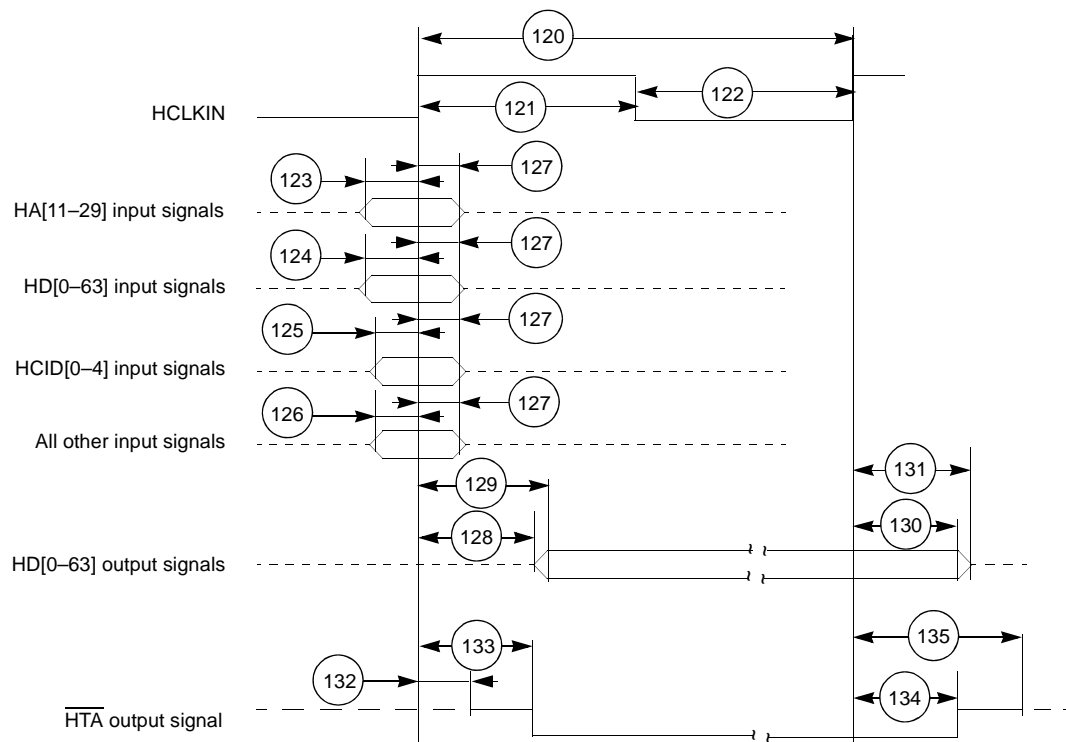 120
121
122
HCLKIN
123
127
HA[11–29] input signals
124
127
HD[0–63] input signals
125
127
HCID[0–4] input signals
126
127
All other input signals
129
131
128
130
HD[0–63] output signals
133
135
132
134
HTA output signal